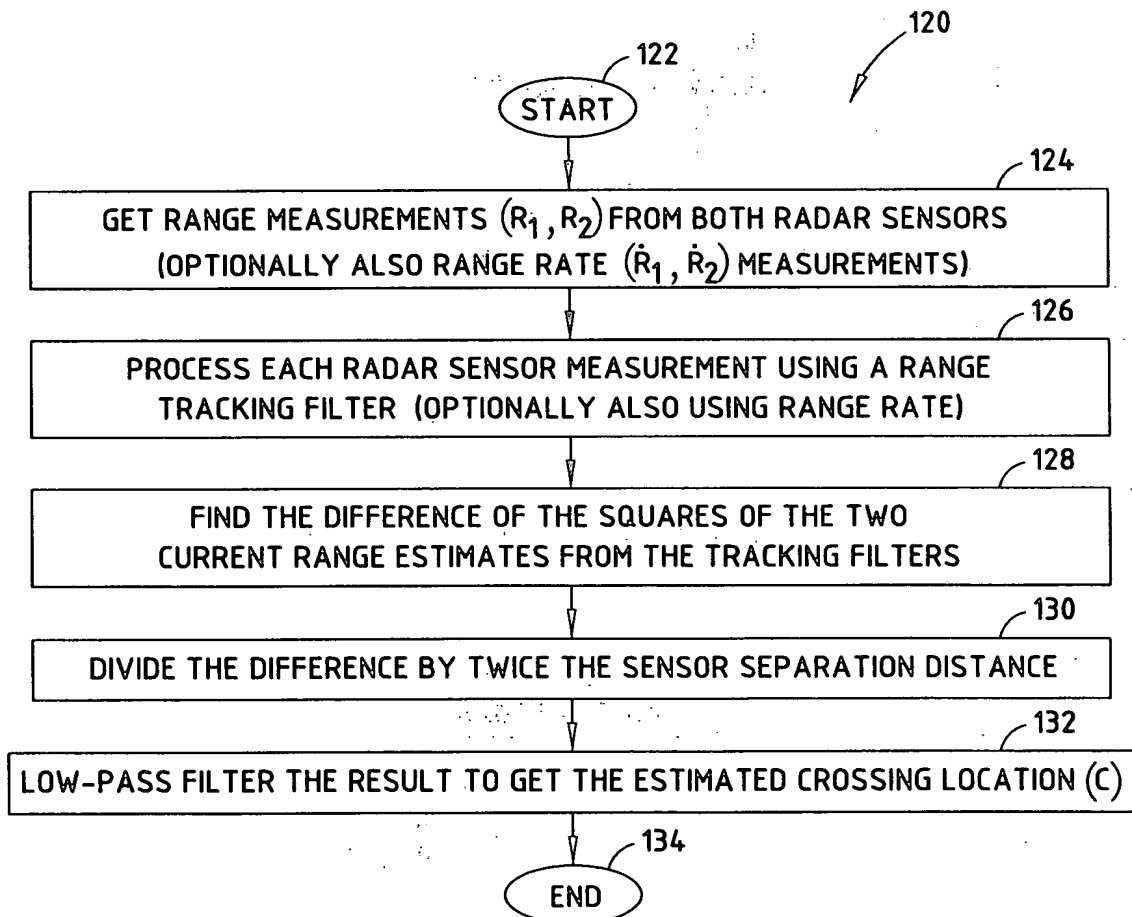 120
122
START
124
GET RANGE MEASUREMENTS (R₁, R₂) FROM BOTH RADAR SENSORS
(OPTIONALLY ALSO RANGE RATE (Ṙ₁, Ṙ₂) MEASUREMENTS)
126
PROCESS EACH RADAR SENSOR MEASUREMENT USING A RANGE
TRACKING FILTER (OPTIONALLY ALSO USING RANGE RATE)
128
FIND THE DIFFERENCE OF THE SQUARES OF THE TWO
CURRENT RANGE ESTIMATES FROM THE TRACKING FILTERS
130
DIVIDE THE DIFFERENCE BY TWICE THE SENSOR SEPARATION DISTANCE
132
LOW-PASS FILTER THE RESULT TO GET THE ESTIMATED CROSSING LOCATION (C)
134
END